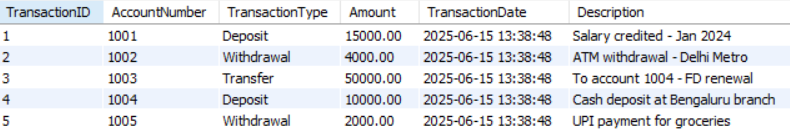 TransactionID AccountNumber TransactionType Amount TransactionDate Description
1 1001 Deposit 15000.00 2025-06-15 13:38:48 Salary credited - Jan 2024
2 1002 Withdrawal 4000.00 2025-06-15 13:38:48 ATM withdrawal - Delhi Metro
3 1003 Transfer 50000.00 2025-06-15 13:38:48 To account 1004 - FD renewal
4 1004 Deposit 10000.00 2025-06-15 13:38:48 Cash deposit at Bengaluru branch
5 1005 Withdrawal 2000.00 2025-06-15 13:38:48 UPI payment for groceries